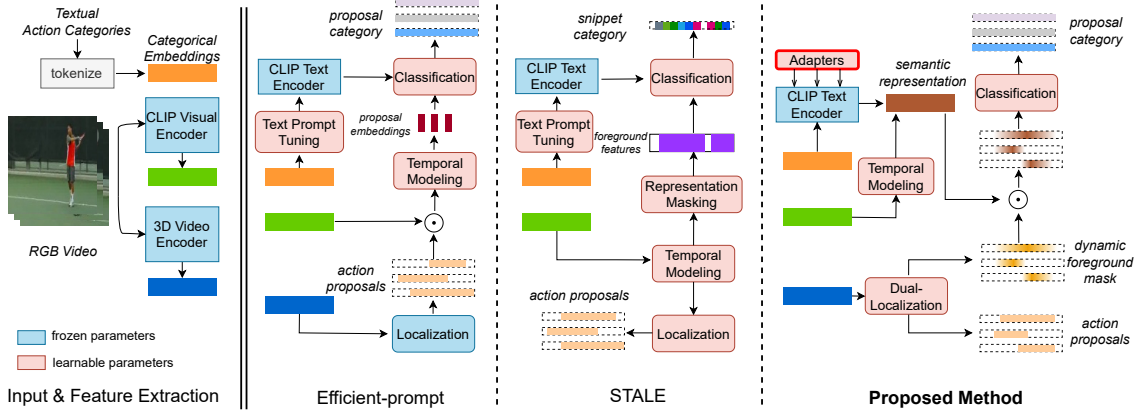 Textual
Action Categories
tokenize
Categorical
Embeddings
CLIP Visual
Encoder
3D Video
Encoder
RGB Video
frozen parameters
learnable parameters
Input & Feature Extraction
proposal
category
CLIP Text
Encoder
Classification
Text Prompt
Tuning
proposal
embeddings
Temporal
Modeling
action
proposals
Localization
Efficient-prompt
snippet
category
CLIP Text
Encoder
Classification
Text Prompt
Tuning
foreground
features
Representation
Masking
Temporal
Modeling
action proposals
Localization
STALE
proposal
category
Adapters
semantic
representation
CLIP Text
Encoder
Classification
Temporal
Modeling
dynamic
foreground
mask
Dual-
Localization
action
proposals
Proposed Method